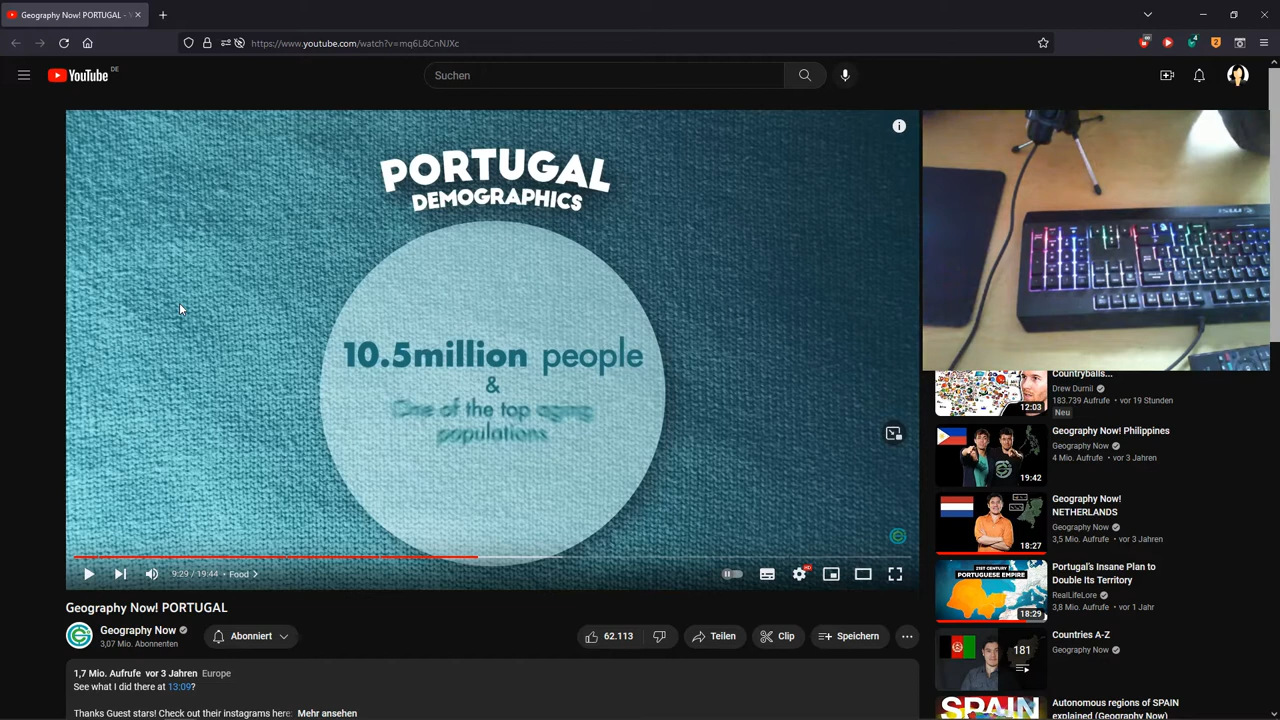 Geography Now! PORTUGAL - Y
https://www.youtube.com/watch?v=mq6L8CnNJXc
YouTube DE
Suchen
PORTUGAL
DEMOGRAPHICS
10.5million people
&
One of the top
populations
9:29 / 19:44 • Food
HD
Geography Now! PORTUGAL
Geography Now
3,07 Mio. Abonnenten
Abonniert
62.113
Teilen
Clip
Speichern
1,7 Mio. Aufrufe vor 3 Jahren Europe
See what I did there at 13:09?
Thanks Guest stars! Check out their instagrams here: Mehr ansehen
Countryballs...
Drew Durnil
183.739 Aufrufe • vor 19 Stunden
Neu
12:03
Geography Now! Philippines
Geography Now
4 Mio. Aufrufe • vor 3 Jahren
19:42
Geography Now!
NETHERLANDS
Geography Now
3,5 Mio. Aufrufe • vor 3 Jahren
18:27
21ST CENTURY
PORTUGUESE EMPIRE
Portugal's Insane Plan to
Double Its Territory
RealLifeLore
3,8 Mio. Aufrufe • vor 1 Jahr
18:29
Countries A-Z
Geography Now
181
SPAIN
Autonomous regions of SPAIN
explained (Geography Now)